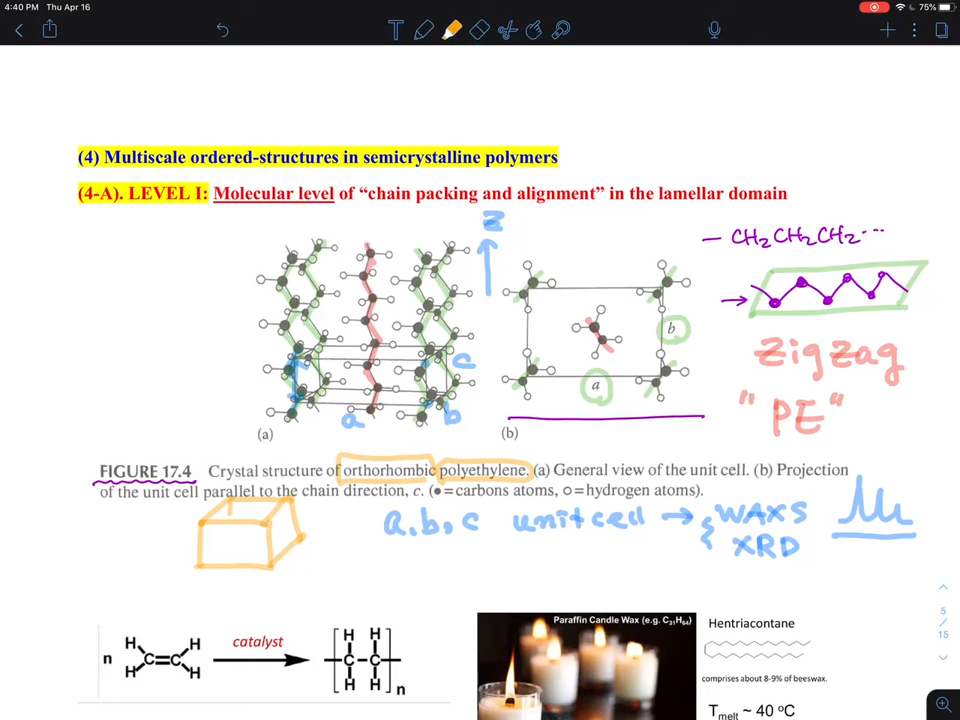 4:40 PM Thu Apr 16
75%
(4) Multiscale ordered-structures in semicrystalline polymers
(4-A). LEVEL I: Molecular level of “chain packing and alignment” in the lamellar domain
z
– CH2CH2CH2 ...
b
a
c
a
b
zigzag
"PE"
(a)
(b)
FIGURE 17.4 Crystal structure of orthorhombic polyethylene. (a) General view of the unit cell. (b) Projection
of the unit cell parallel to the chain direction, c. (●=carbons atoms, ○=hydrogen atoms).
a,b,c unit cell → { WAXS
XRD
5
/
15
n
H
H
C=C
H
H
catalyst
H H
C C
H H
n
Paraffin Candle Wax (e.g. C31H64)
Hentriacontane
comprises about 8-9% of beeswax.
Tmelt ~ 40 °C